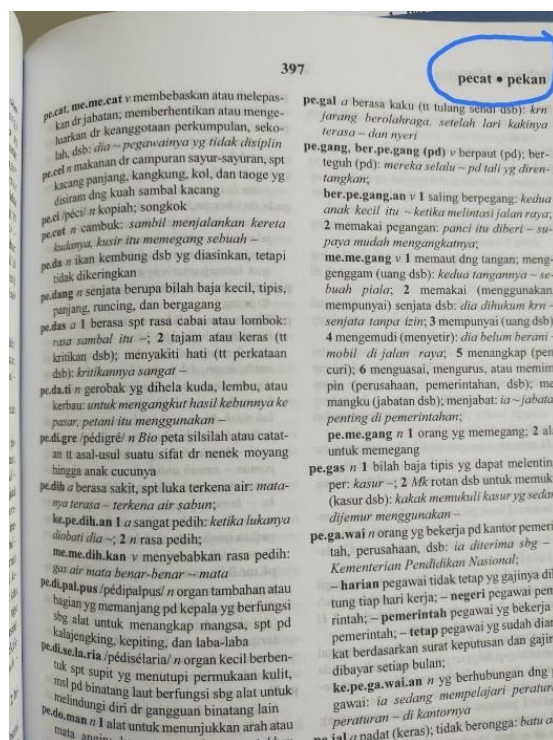 397
pecat • pekan
pe.cat, me.me.cat v membebaskan atau melepas-
kan dr jabatan; memberhentikan atau menge-
luarkan dr keanggotaan perkumpulan, seko-
lah, dsb: dia ~ pegawainya yg tidak disiplin
pe.cel n makanan dr campuran sayur-sayuran, spt
kacang panjang, kangkung, kol, dan taoge yg
disiram dng kuah sambal kacang
pe.ci /péci/ n kopiah; songkok
pe.cut n cambuk: sambil menjalankan kereta
kudanya, kusir itu memegang sebuah –
pe.da n ikan kembung dsb yg diasinkan, tetapi
tidak dikeringkan
pe.dang n senjata berupa bilah baja kecil, tipis,
panjang, runcing, dan bergagang
pe.das a 1 berasa spt rasa cabai atau lombok:
rasa sambal itu –; 2 tajam atau keras (tt
kritikan dsb); menyakiti hati (tt perkataan
dsb): kritikannya sangat –
pe.da.ti n gerobak yg dihela kuda, lembu, atau
kerbau: untuk mengangkut hasil kebunnya ke
pasar, petani itu menggunakan –
pe.di.gre /pédigré/ n Bio peta silsilah atau catat-
an tt asal-usul suatu sifat dr nenek moyang
hingga anak cucunya
pe.dih a berasa sakit, spt luka terkena air: mata-
nya terasa – terkena air sabun;
ke.pe.dih.an 1 a sangat pedih: ketika lukanya
diobati dia ~; 2 n rasa pedih;
me.me.dih.kan v menyebabkan rasa pedih:
gas air mata benar-benar ~ mata
pe.di.pal.pus /pédipalpus/ n organ tambahan atau
bagian yg memanjang pd kepala yg berfungsi
sbg alat untuk menangkap mangsa, spt pd
kalajengking, kepiting, dan laba-laba
pe.di.se.la.ria /pédisélaria/ n organ kecil berben-
tuk spt supit yg menutupi permukaan kulit,
msl pd binatang laut berfungsi sbg alat untuk
melindungi diri dr gangguan binatang lain
pe.do.man n 1 alat untuk menunjukkan arah atau
mata angin
pe.gal a berasa kaku (tt tulang sendi dsb): krn
jarang berolahraga, setelah lari kakinya
terasa – dan nyeri
pe.gang, ber.pe.gang (pd) v berpaut (pd); ber-
teguh (pd): mereka selalu ~ pd tali yg diren-
tangkan;
ber.pe.gang.an v 1 saling berpegang: kedua
anak kecil itu ~ ketika melintasi jalan raya;
2 memakai pegangan: panci itu diberi ~ su-
paya mudah mengangkatnya;
me.me.gang v 1 memaut dng tangan; meng-
genggam (uang dsb): kedua tangannya ~ se-
buah piala; 2 memakai (menggunakan,
mempunyai) senjata dsb: dia dihukum krn ~
senjata tanpa izin; 3 mempunyai (uang dsb)
4 mengemudi (menyetir): dia belum berani ~
mobil di jalan raya; 5 menangkap (pen
curi); 6 menguasai, mengurus, atau memim
pin (perusahaan, pemerintahan, dsb); me
mangku (jabatan dsb); menjabat: ia ~ jabata
penting di pemerintahan;
pe.me.gang n 1 orang yg memegang; 2 al
untuk memegang
pe.gas n 1 bilah baja tipis yg dapat melentin
per: kasur –; 2 Mk rotan dsb untuk memuk
(kasur dsb): kakak memukuli kasur yg seda
dijemur menggunakan –
pe.ga.wai n orang yg bekerja pd kantor pemeri
tah, perusahaan, dsb: ia diterima sbg –
Kementerian Pendidikan Nasional;
– harian pegawai tidak tetap yg gajinya dih
tung tiap hari kerja; – negeri pegawai pem
rintah; – pemerintah pegawai yg bekerja
pemerintah; – tetap pegawai yg sudah dian
kat berdasarkan surat keputusan dan gajin
dibayar setiap bulan;
ke.pe.ga.wai.an n yg berhubungan dng
gawai: ia sedang mempelajari peratur
peraturan ~ di kantornya
pe.jal a padat (keras); tidak berongga: batu a